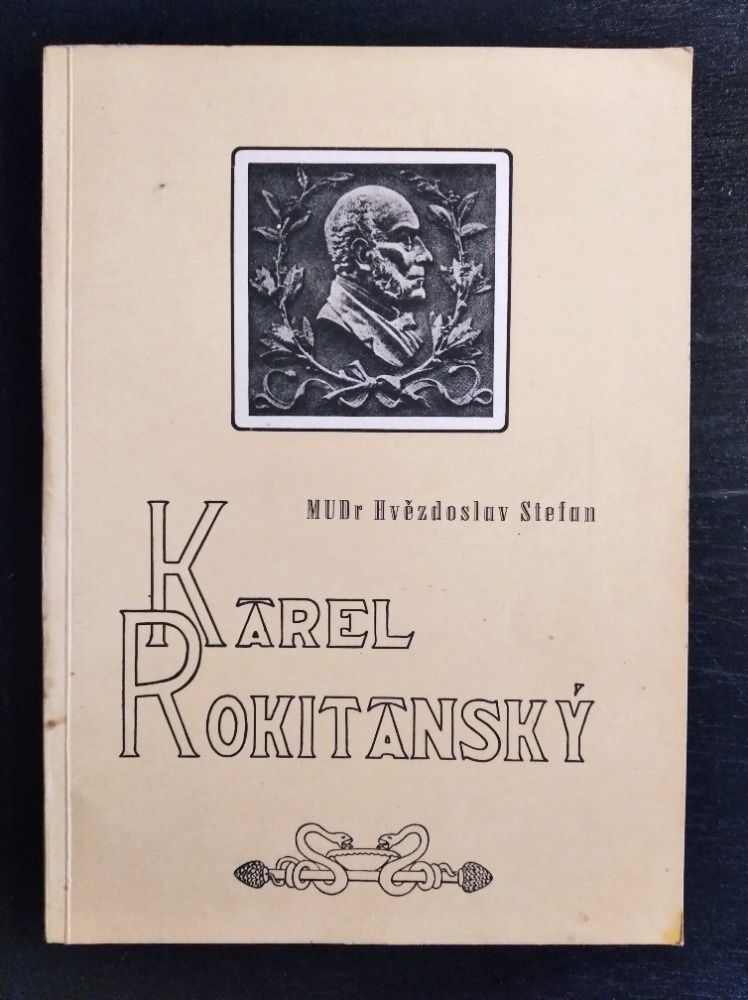 MUDr Hvězdoslav Stefan
KAREL
ROKITANSKÝ